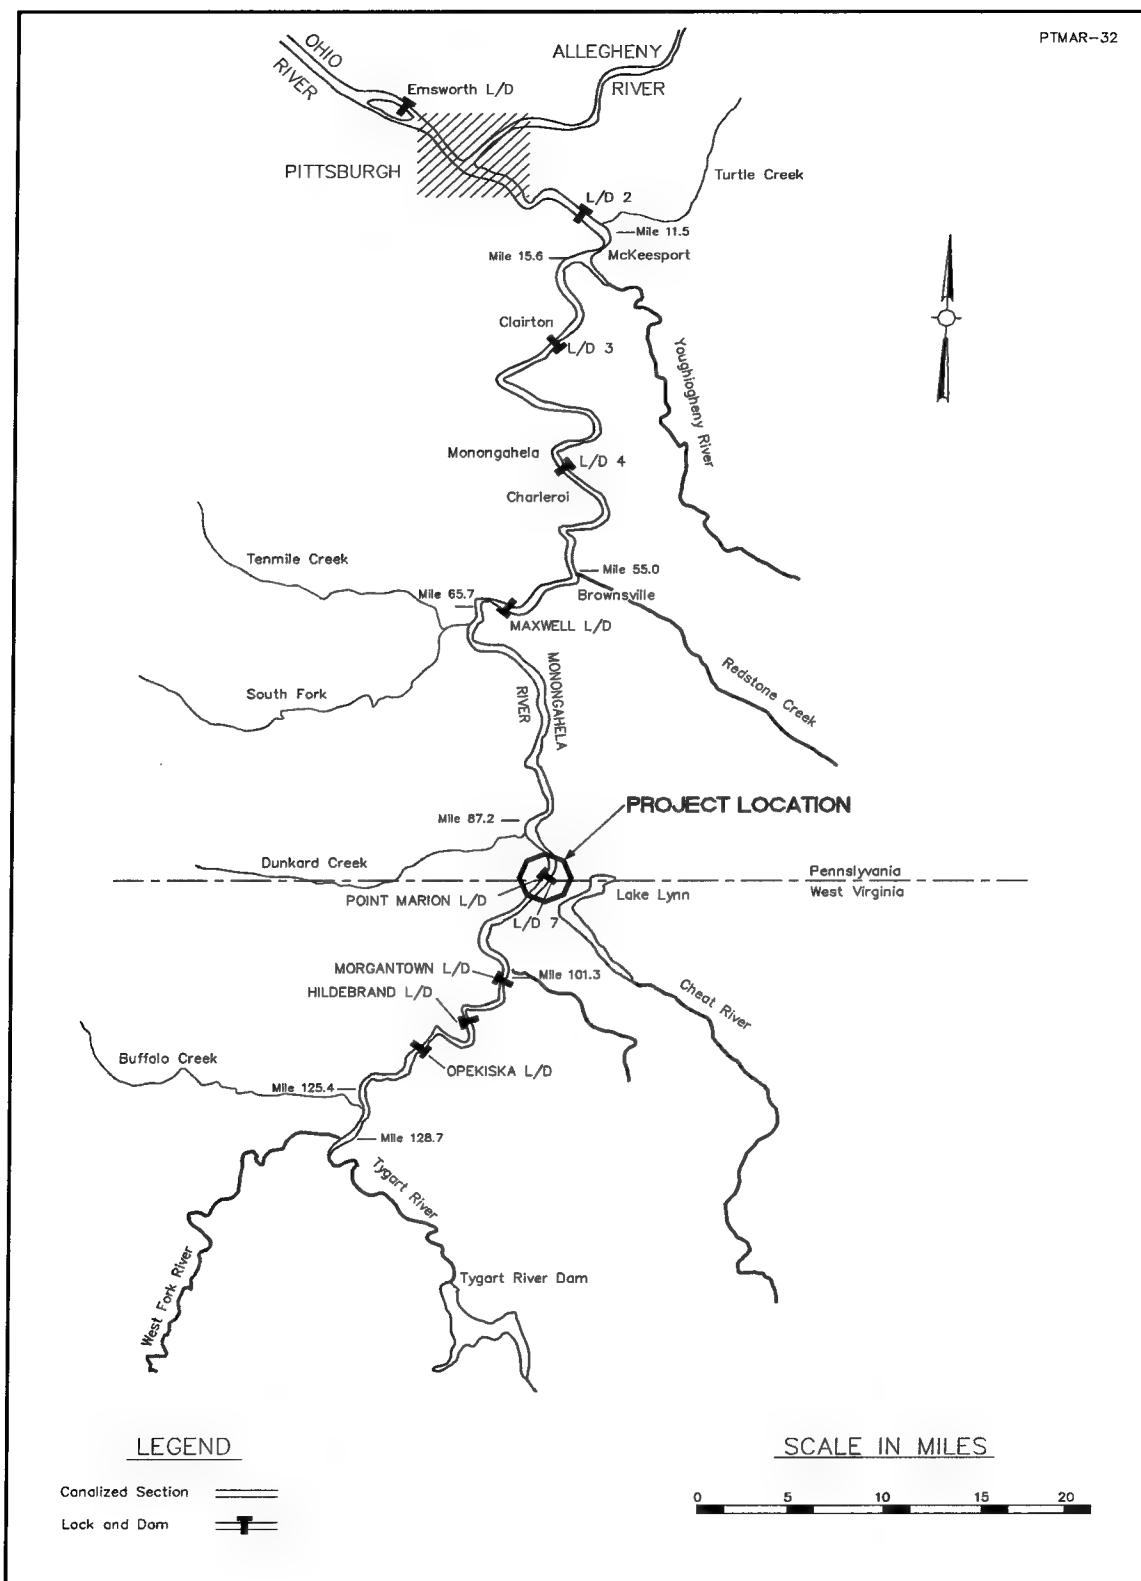 PTMAR-32
OHIO
RIVER
ALLEGHENY
RIVER
Emsworth L/D
PITTSBURGH
Turtle Creek
L/D 2
Mile 11.5
Mile 15.6
McKeesport
Clairton
L/D 3
Youghiogheny River
Monongahela
L/D 4
Charleroi
Tenmile Creek
Mile 55.0
Mile 65.7
Brownsville
MAXWELL L/D
South Fork
MONONGAHELA
RIVER
Redstone Creek
PROJECT LOCATION
Mile 87.2
Dunkard Creek
Pennslyvania
West Virginia
POINT MARION L/D
Lake Lynn
L/D 7
MORGANTOWN L/D
Mile 101.3
HILDEBRAND L/D
Cheat River
Buffalo Creek
OPEKISKA L/D
Mile 125.4
Mile 128.7
Tygart River
West Fork River
Tygart River Dam
LEGEND
Canalized Section
Lock and Dam
SCALE IN MILES
0 5 10 15 20